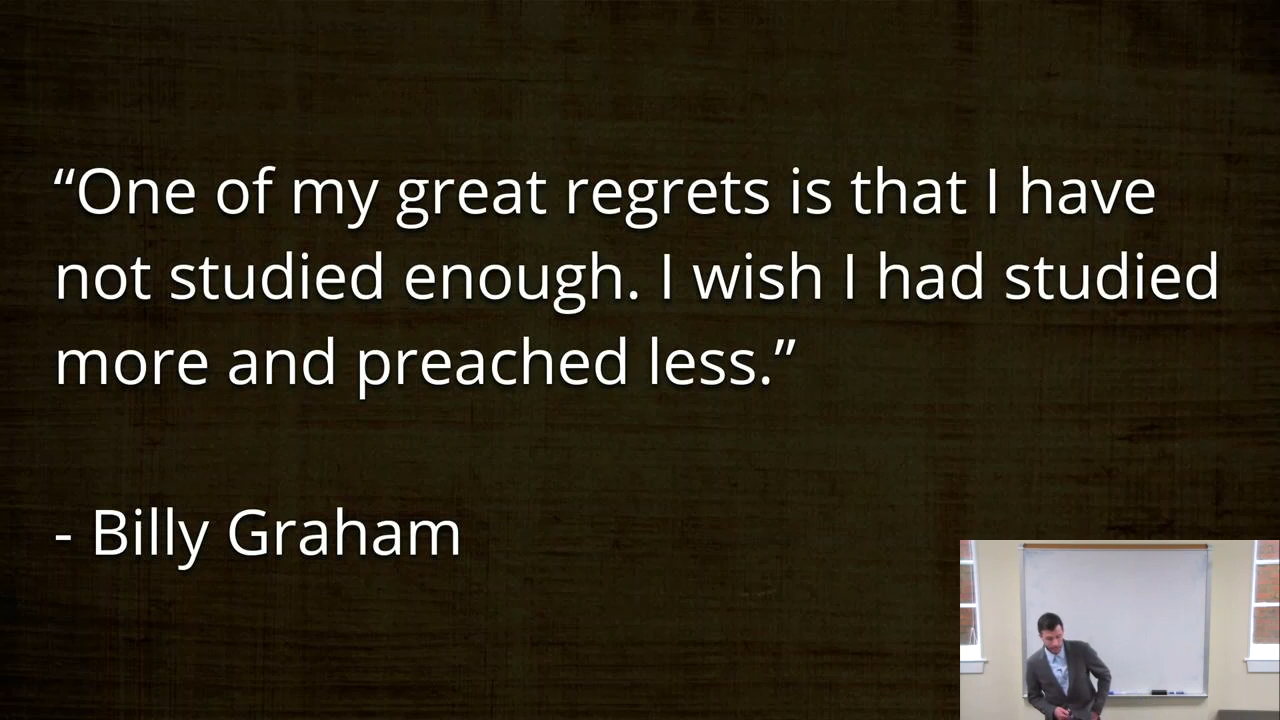 “One of my great regrets is that I have
not studied enough. I wish I had studied
more and preached less.”
- Billy Graham